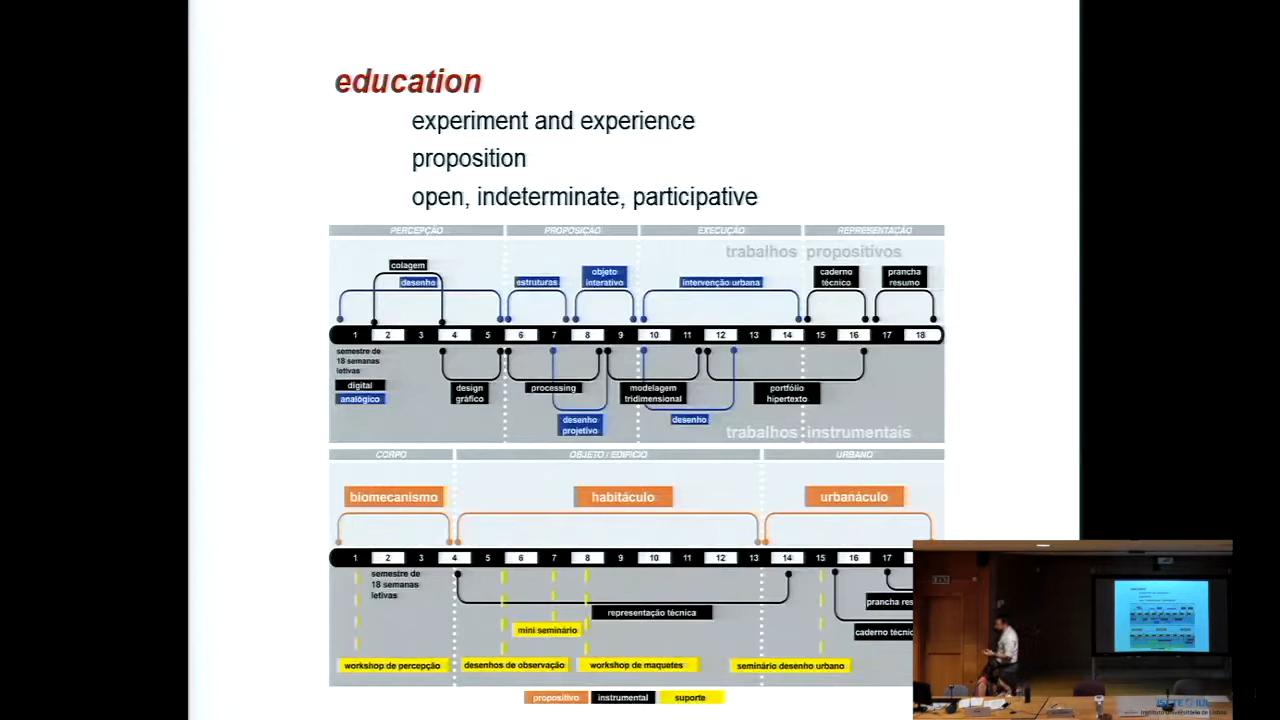 education
experiment and experience
proposition
open, indeterminate, participative
PERCEPÇÃO PROPOSIÇÃO EXECUÇÃO REPRESENTAÇÃO
trabalhos propositivos
colagem
desenho
estruturas
objeto
interativo
intervenção urbana
caderno
técnico
prancha
resumo
1 2 3 4 5 6 7 8 9 10 11 12 13 14 15 16 17 18
semestre de
18 semanas
letivas
digital
analógico
design
gráfico
processing
desenho
projetivo
modelagem
tridimensional
desenho
portfólio
hipertexto
trabalhos instrumentais
CORPO OBJETO / EDIFÍCIO URBANO
biomecanismo habitáculo urbanáculo
1 2 3 4 5 6 7 8 9 10 11 12 13 14 15 16 17
semestre de
18 semanas
letivas
representação técnica
prancha res
caderno técnic
mini seminário
workshop de percepção desenhos de observação workshop de maquetes seminário desenho urbano
propositivo instrumental suporte
ISCTE IUL
Instituto Universitário de Lisboa